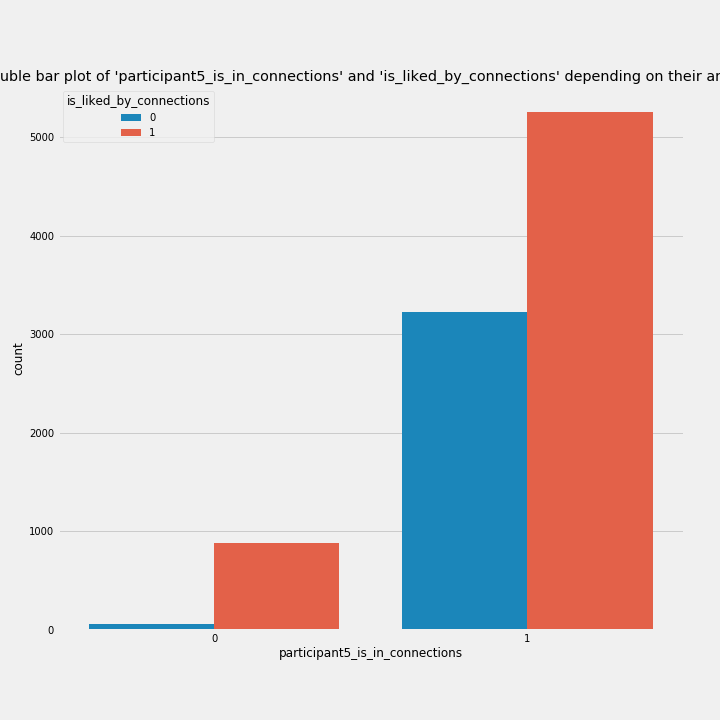 uble bar plot of 'participant5_is_in_connections' and 'is_liked_by_connections' depending on their
is_liked_by_connections
0
1
5000
4000
3000
2000
1000
0
count
0 1
participant5_is_in_connections